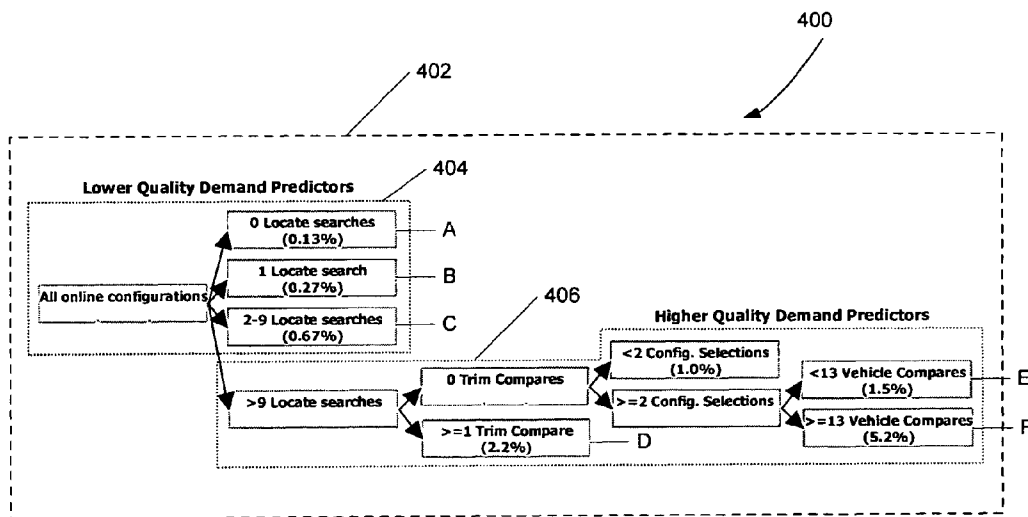 400
402
404
Lower Quality Demand Predictors
0 Locate searches
(0.13%)
A
1 Locate search
(0.27%)
B
All online configurations
2-9 Locate searches
(0.67%)
C
406
Higher Quality Demand Predictors
<2 Config. Selections
(1.0%)
0 Trim Compares
<13 Vehicle Compares
(1.5%)
E
>9 Locate searches
>=2 Config. Selections
>=1 Trim Compare
(2.2%)
D
>=13 Vehicle Compares
(5.2%)
F